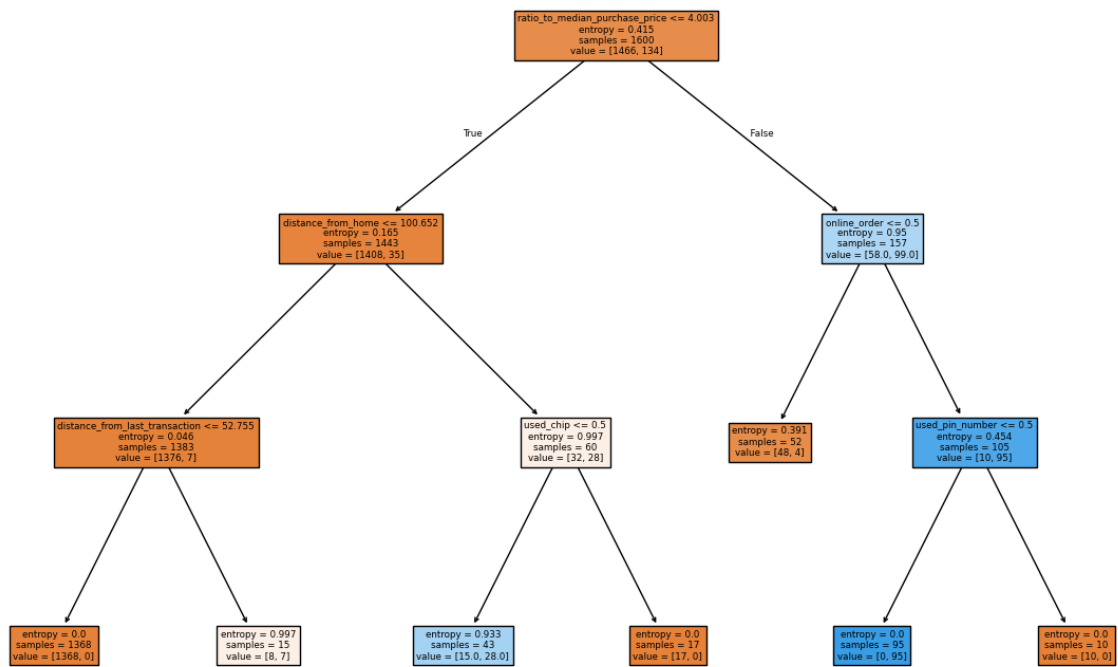 ratio_to_median_purchase_price <= 4.003
entropy = 0.415
samples = 1600
value = [1466, 134]
True
False
distance_from_home <= 100.652
entropy = 0.165
samples = 1443
value = [1408, 35]
online_order <= 0.5
entropy = 0.95
samples = 157
value = [58.0, 99.0]
distance_from_last_transaction <= 52.755
entropy = 0.046
samples = 1383
value = [1376, 7]
used_chip <= 0.5
entropy = 0.997
samples = 60
value = [32, 28]
entropy = 0.391
samples = 52
value = [48, 4]
used_pin_number <= 0.5
entropy = 0.454
samples = 105
value = [10, 95]
entropy = 0.0
samples = 1368
value = [1368, 0]
entropy = 0.997
samples = 15
value = [8, 7]
entropy = 0.933
samples = 43
value = [15.0, 28.0]
entropy = 0.0
samples = 17
value = [17, 0]
entropy = 0.0
samples = 95
value = [0, 95]
entropy = 0.0
samples = 10
value = [10, 0]